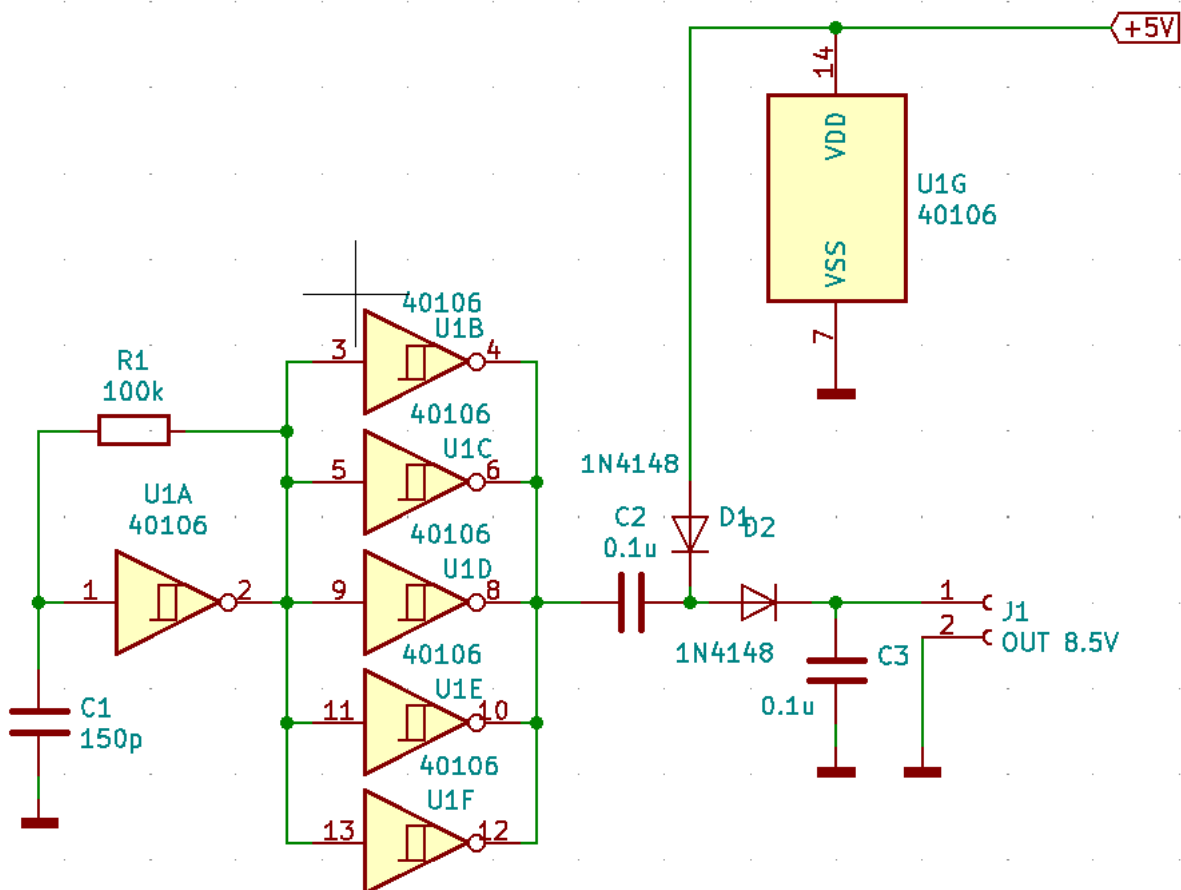 +5V
14
VDD
U1G
40106
VSS
7
40106
U1B
3
4
R1
100k
40106
U1C
5
6
1N4148
U1A
40106
C2
0.1u
D1
D2
40106
U1D
1
2
9
8
1
J1
2
OUT 8.5V
1N4148
C3
0.1u
40106
U1E
11
10
C1
150p
40106
U1F
13
12